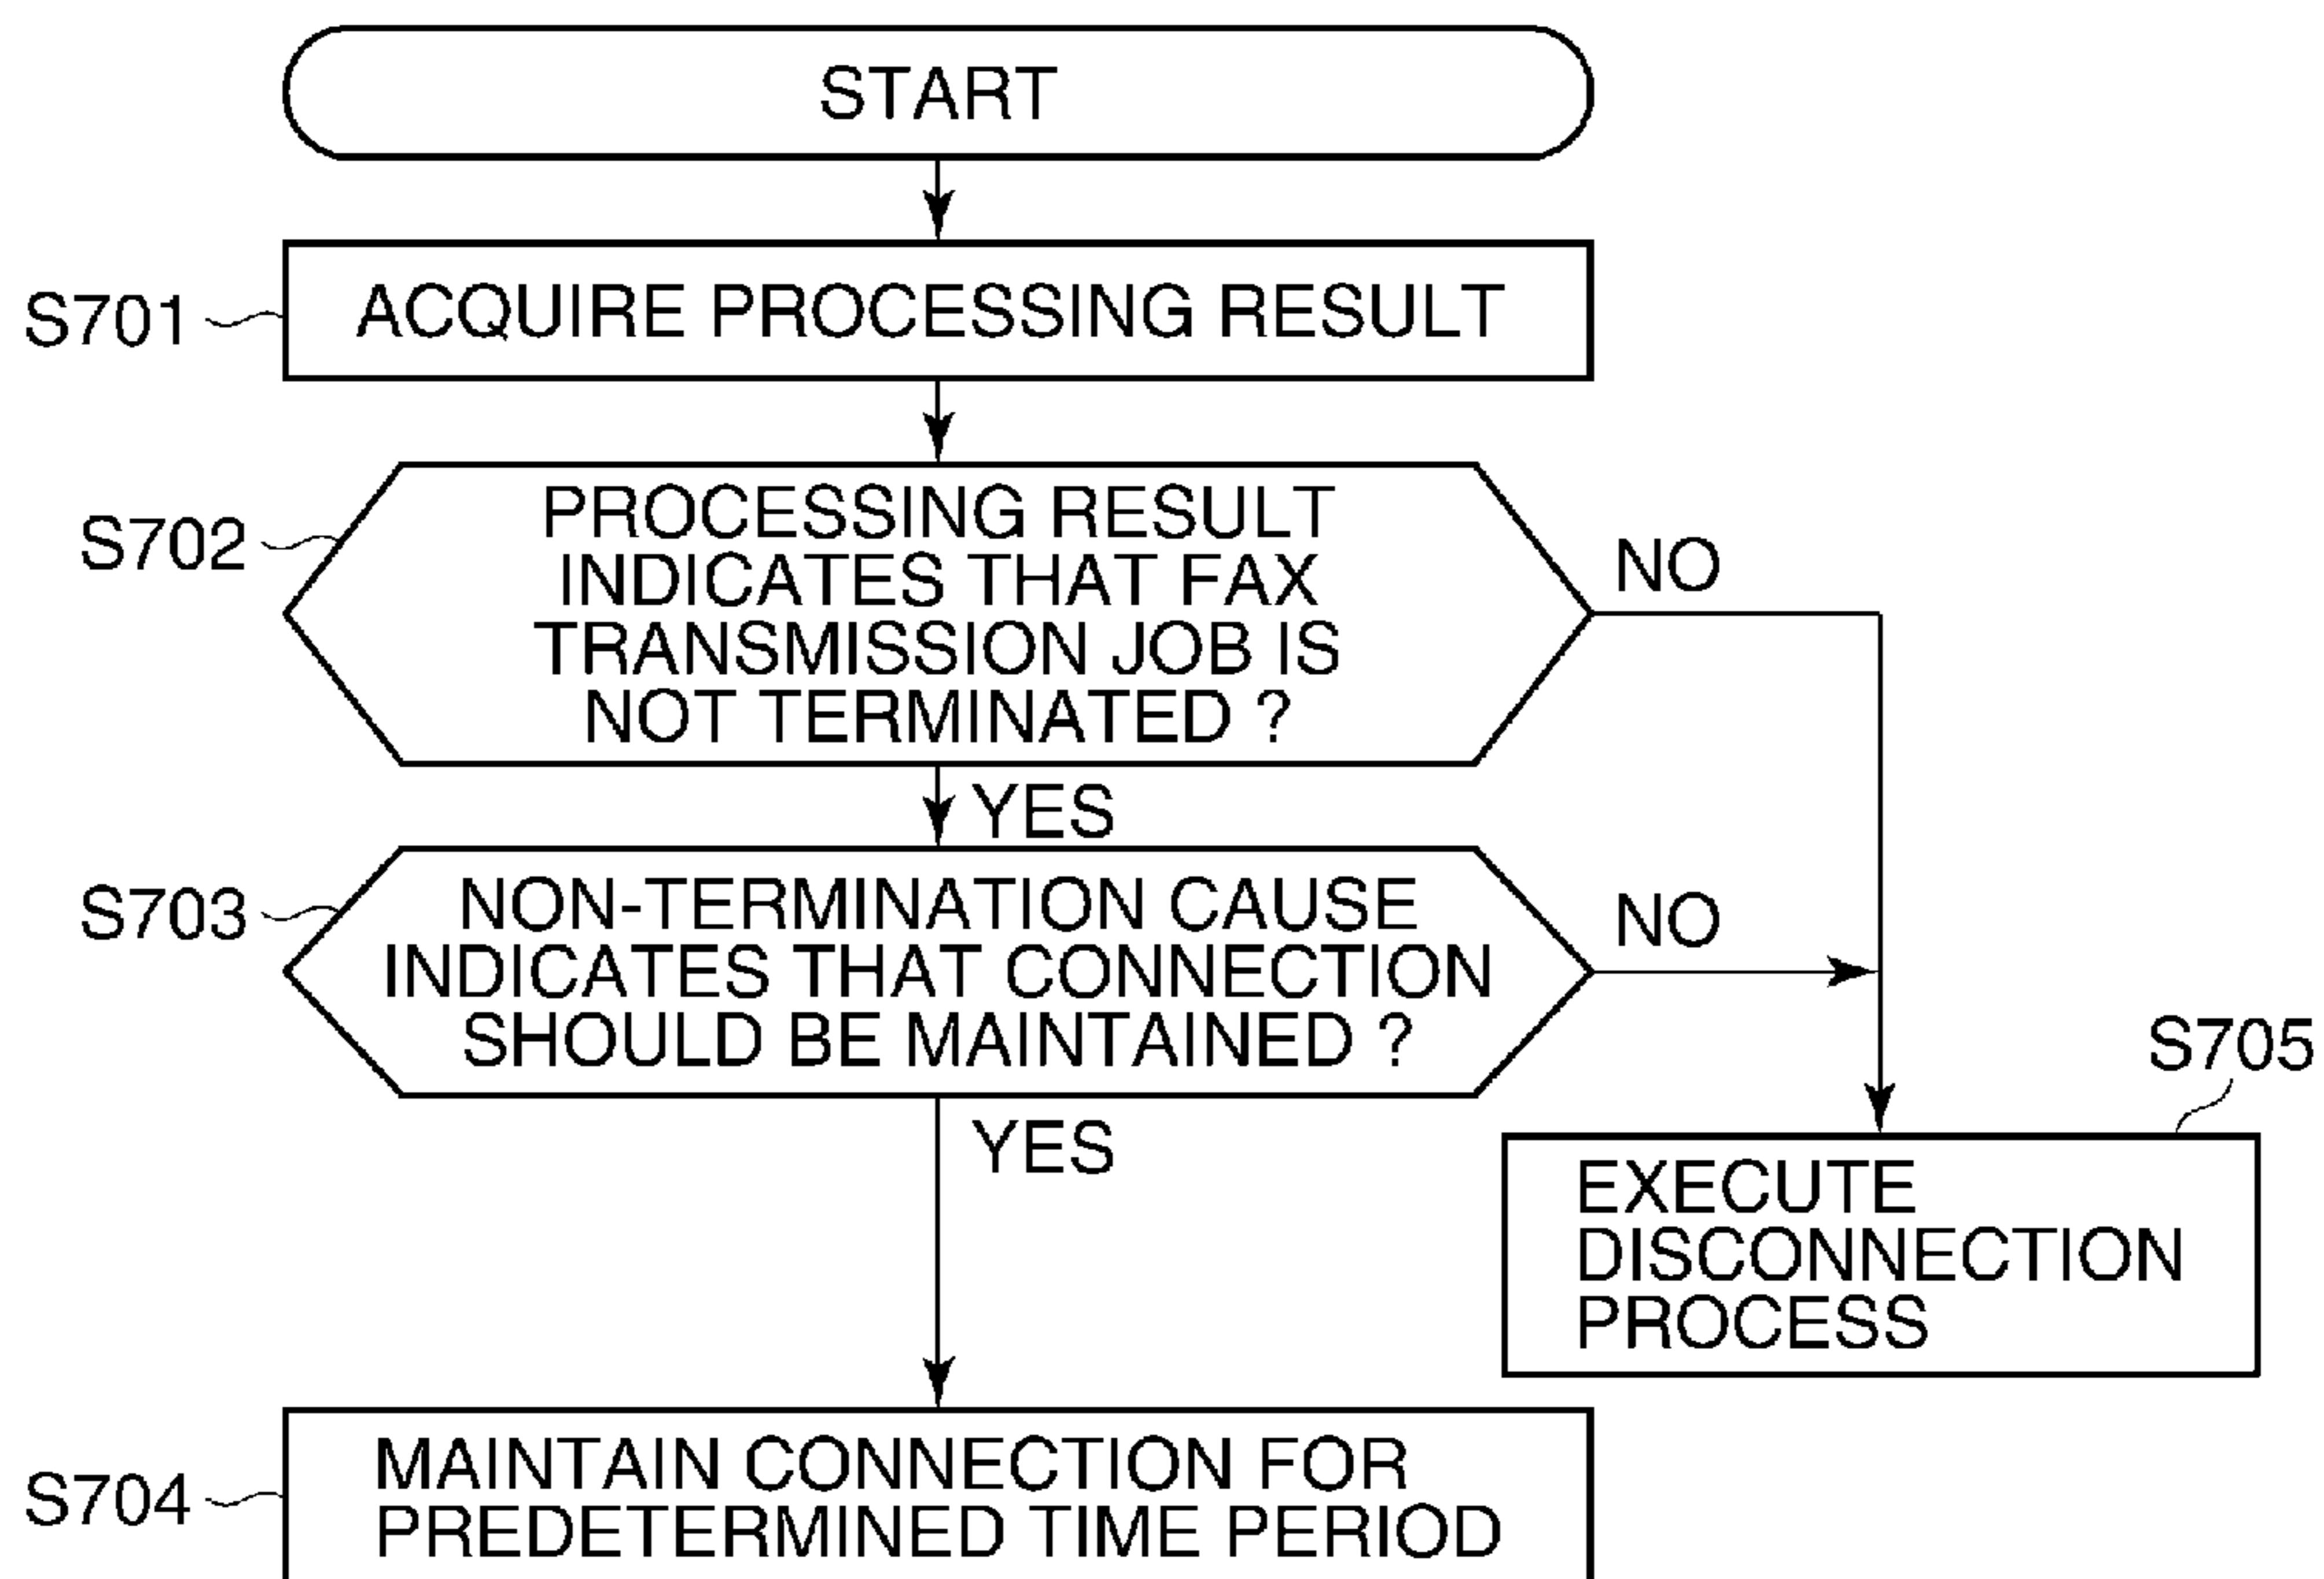 START
S701
ACQUIRE PROCESSING RESULT
S702
PROCESSING RESULT
INDICATES THAT FAX
TRANSMISSION JOB IS
NOT TERMINATED ?
NO
YES
S703
NON-TERMINATION CAUSE
INDICATES THAT CONNECTION
SHOULD BE MAINTAINED ?
NO
YES
S705
EXECUTE
DISCONNECTION
PROCESS
S704
MAINTAIN CONNECTION FOR
PREDETERMINED TIME PERIOD